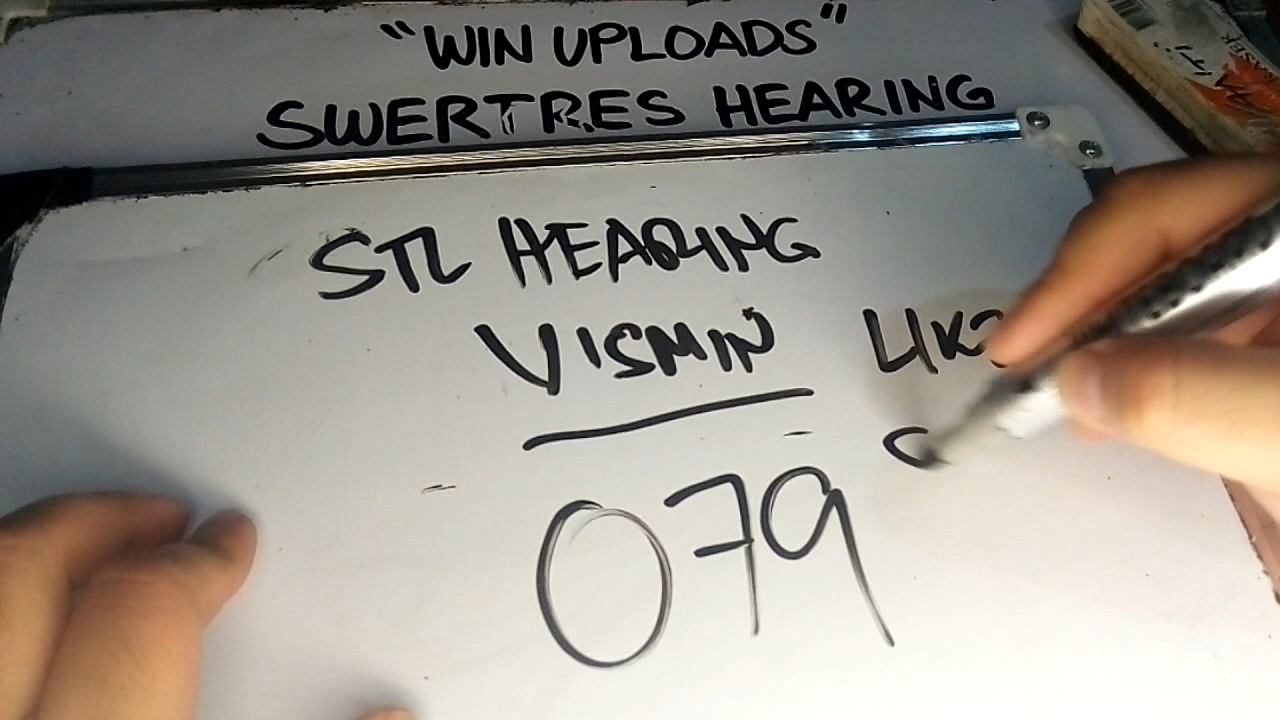 "WIN UPLOADS"
SWERTRES HEARING
STL HEARING
VISMIN
079